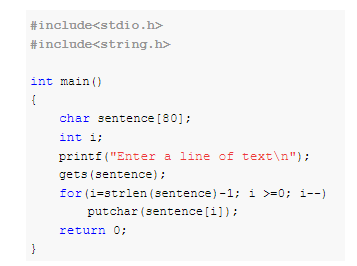 #include<stdio.h>
#include<string.h>

int main()
{
    char sentence[80];
    int i;
    printf("Enter a line of text\n");
    gets(sentence);
    for(i=strlen(sentence)-1; i >=0; i--)
        putchar(sentence[i]);
    return 0;
}